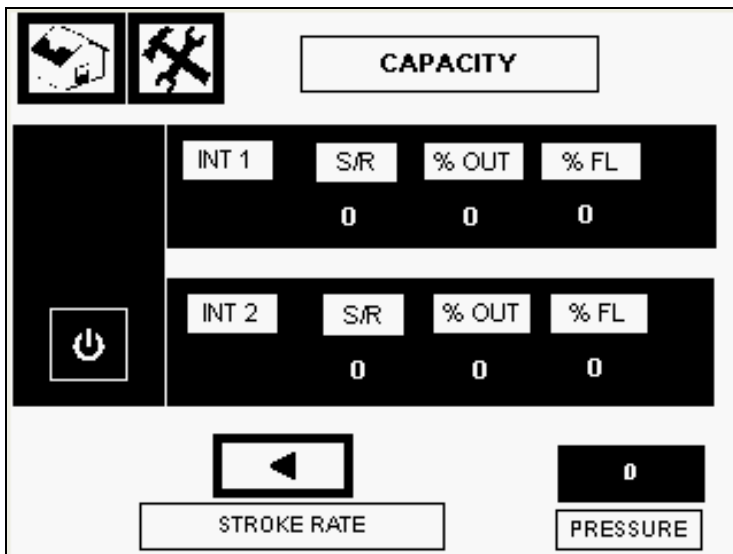 CAPACITY
INT 1 S/R % OUT % FL
0 0 0
INT 2 S/R % OUT % FL
0 0 0
0
STROKE RATE PRESSURE